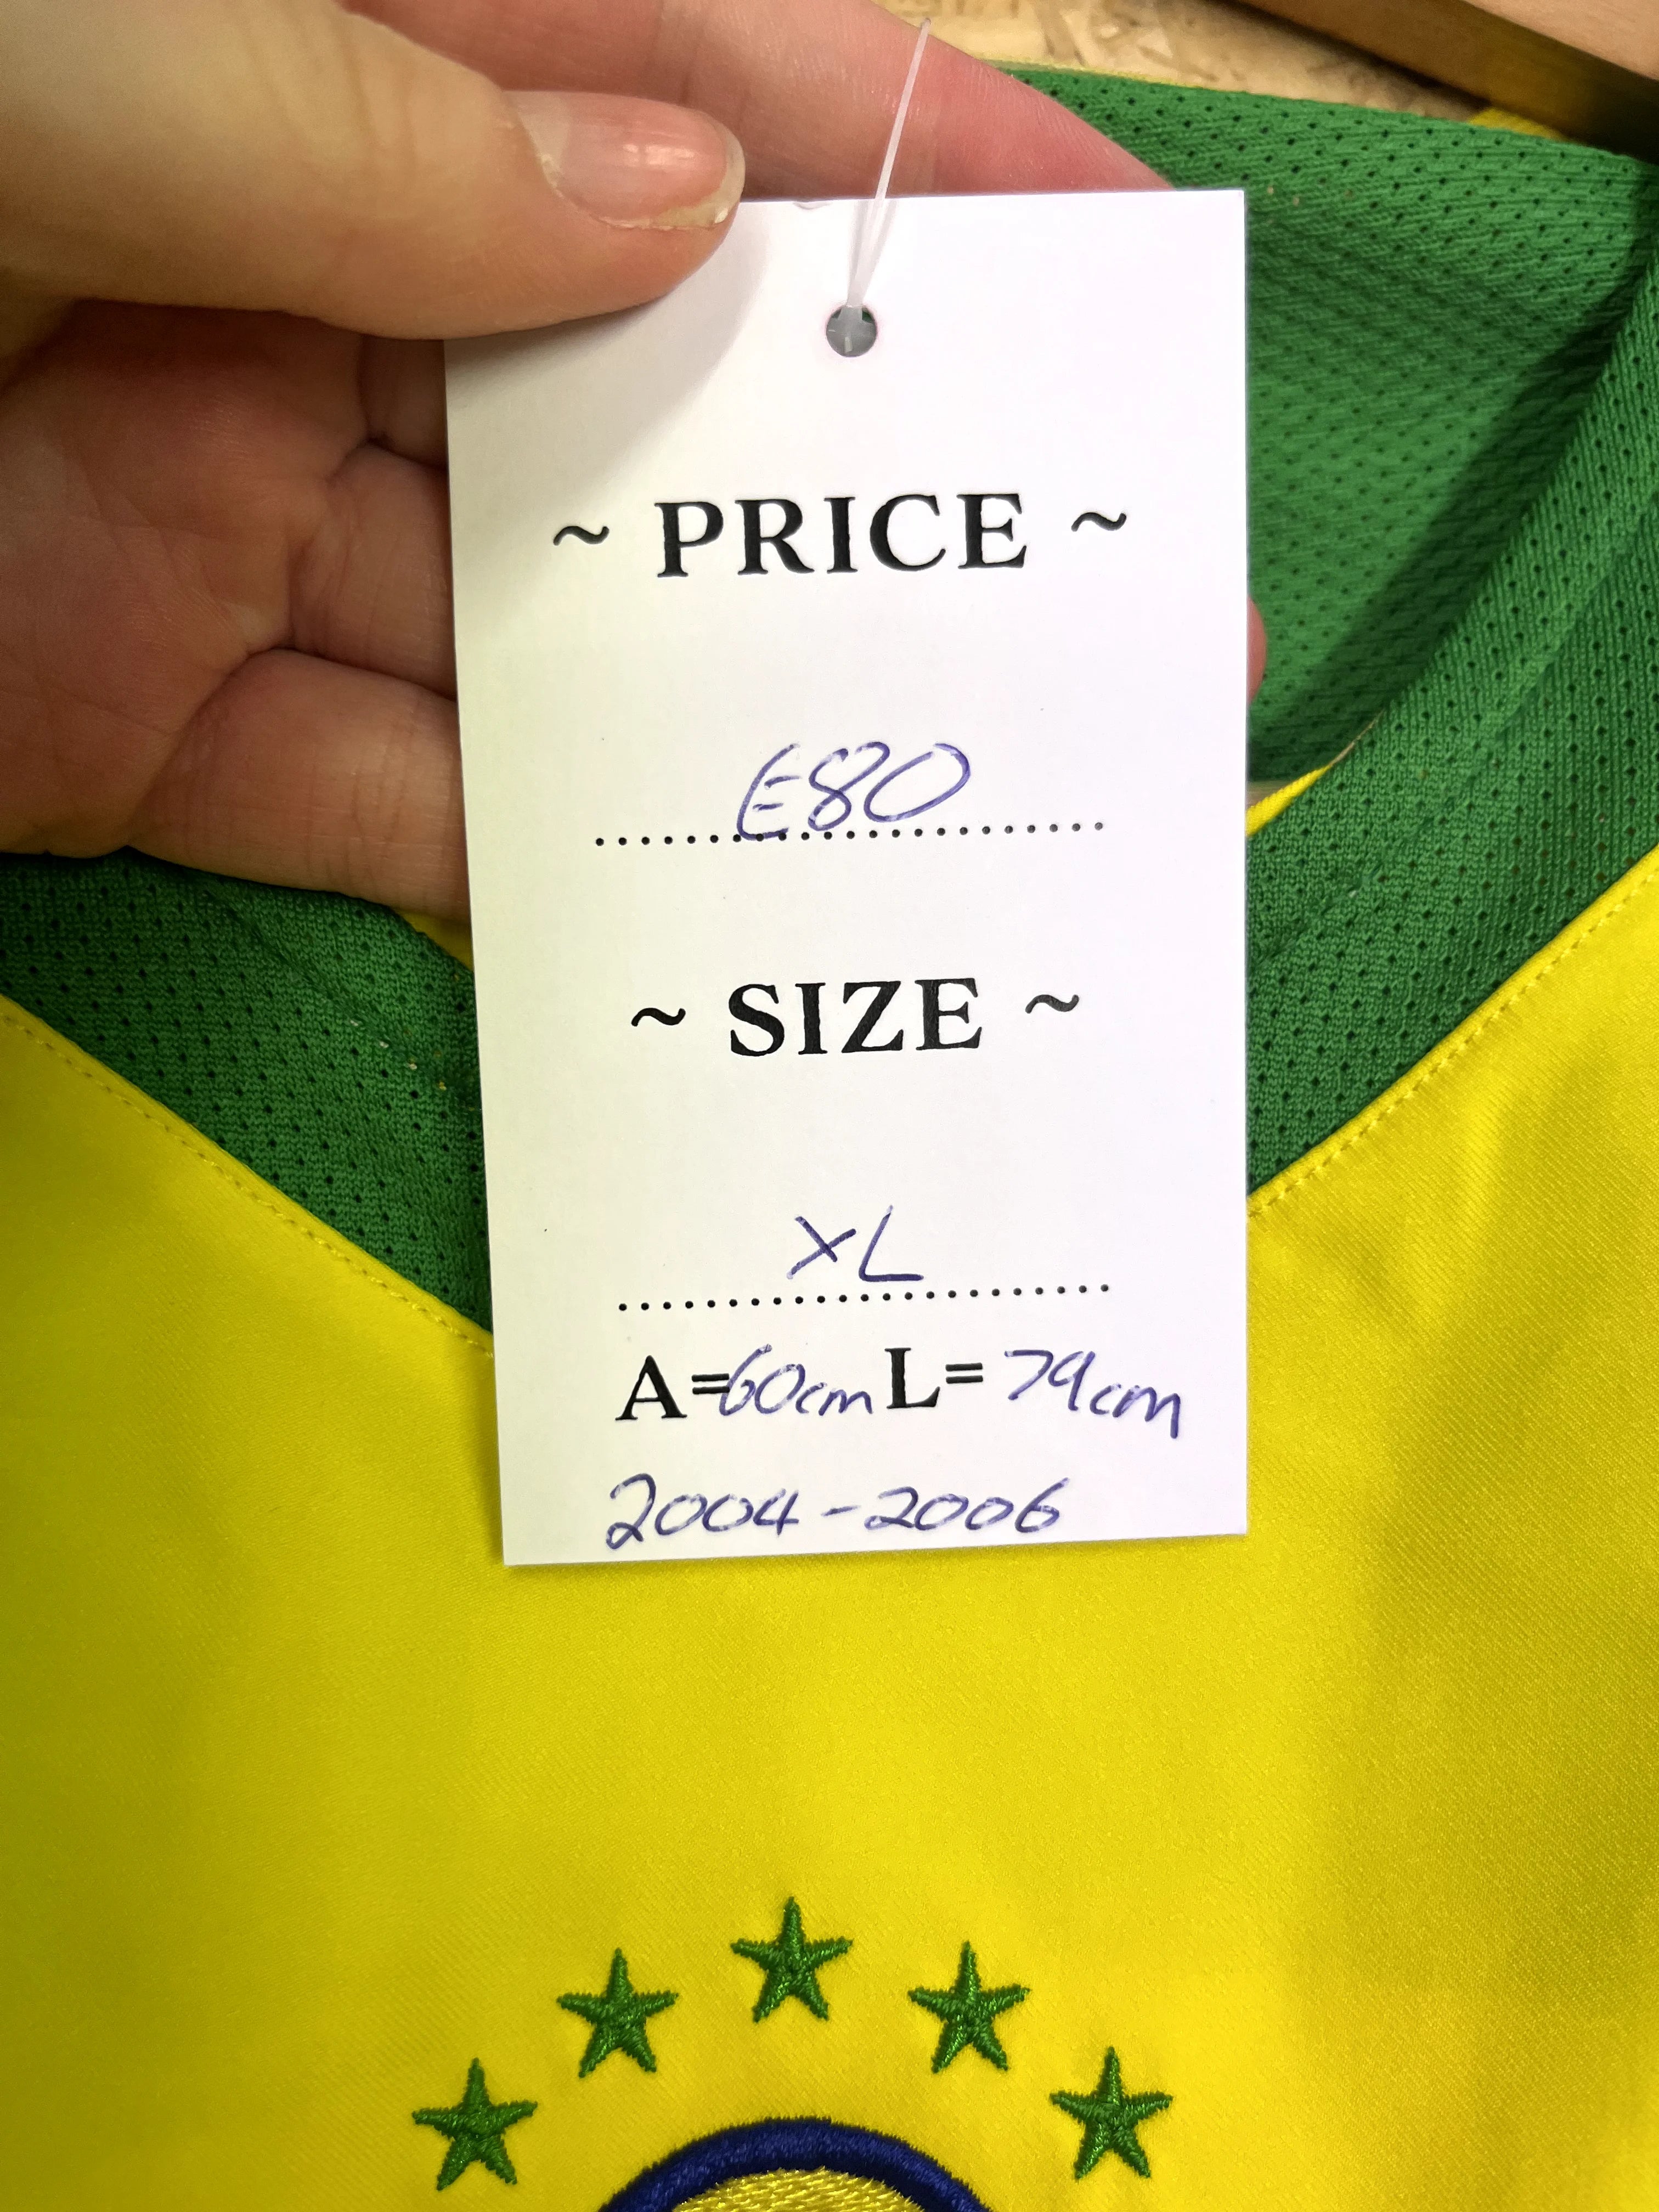 ~ PRICE ~
€80
~ SIZE ~
XL
A=60cm L=79cm
2004-2006